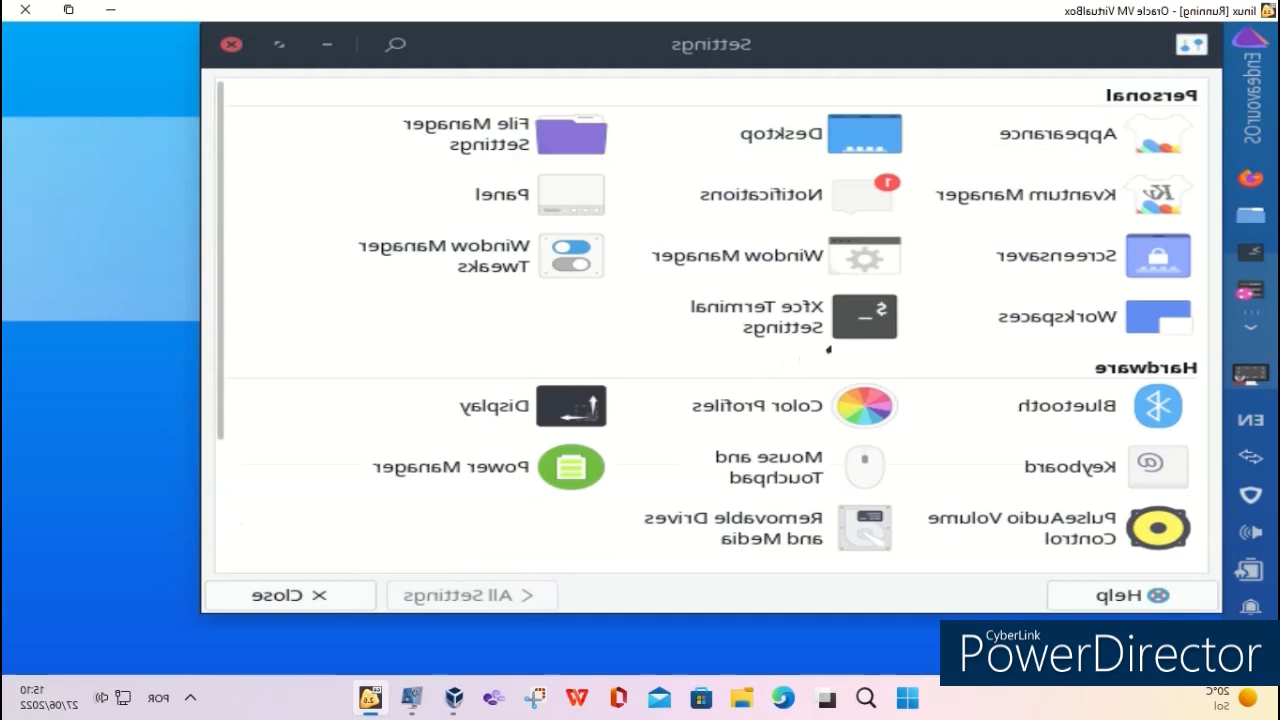 linux [Running] - Oracle VM VirtualBox
Settings
EndeavourOS
Personal
Appearance
Desktop
File Manager
Settings
Kvantum Manager
1
Notifications
Panel
Screensaver
Window Manager
Window Manager
Tweaks
Workspaces
$_
Xfce Terminal
Settings
Hardware
Bluetooth
Color Profiles
Display
Keyboard
Mouse and
Touchpad
Power Manager
PulseAudio Volume
Control
Removable Drives
and Media
EN
Help
< All Settings
× Close
CyberLink
PowerDirector
20°C
Sol
POR
15:10
27/06/2022